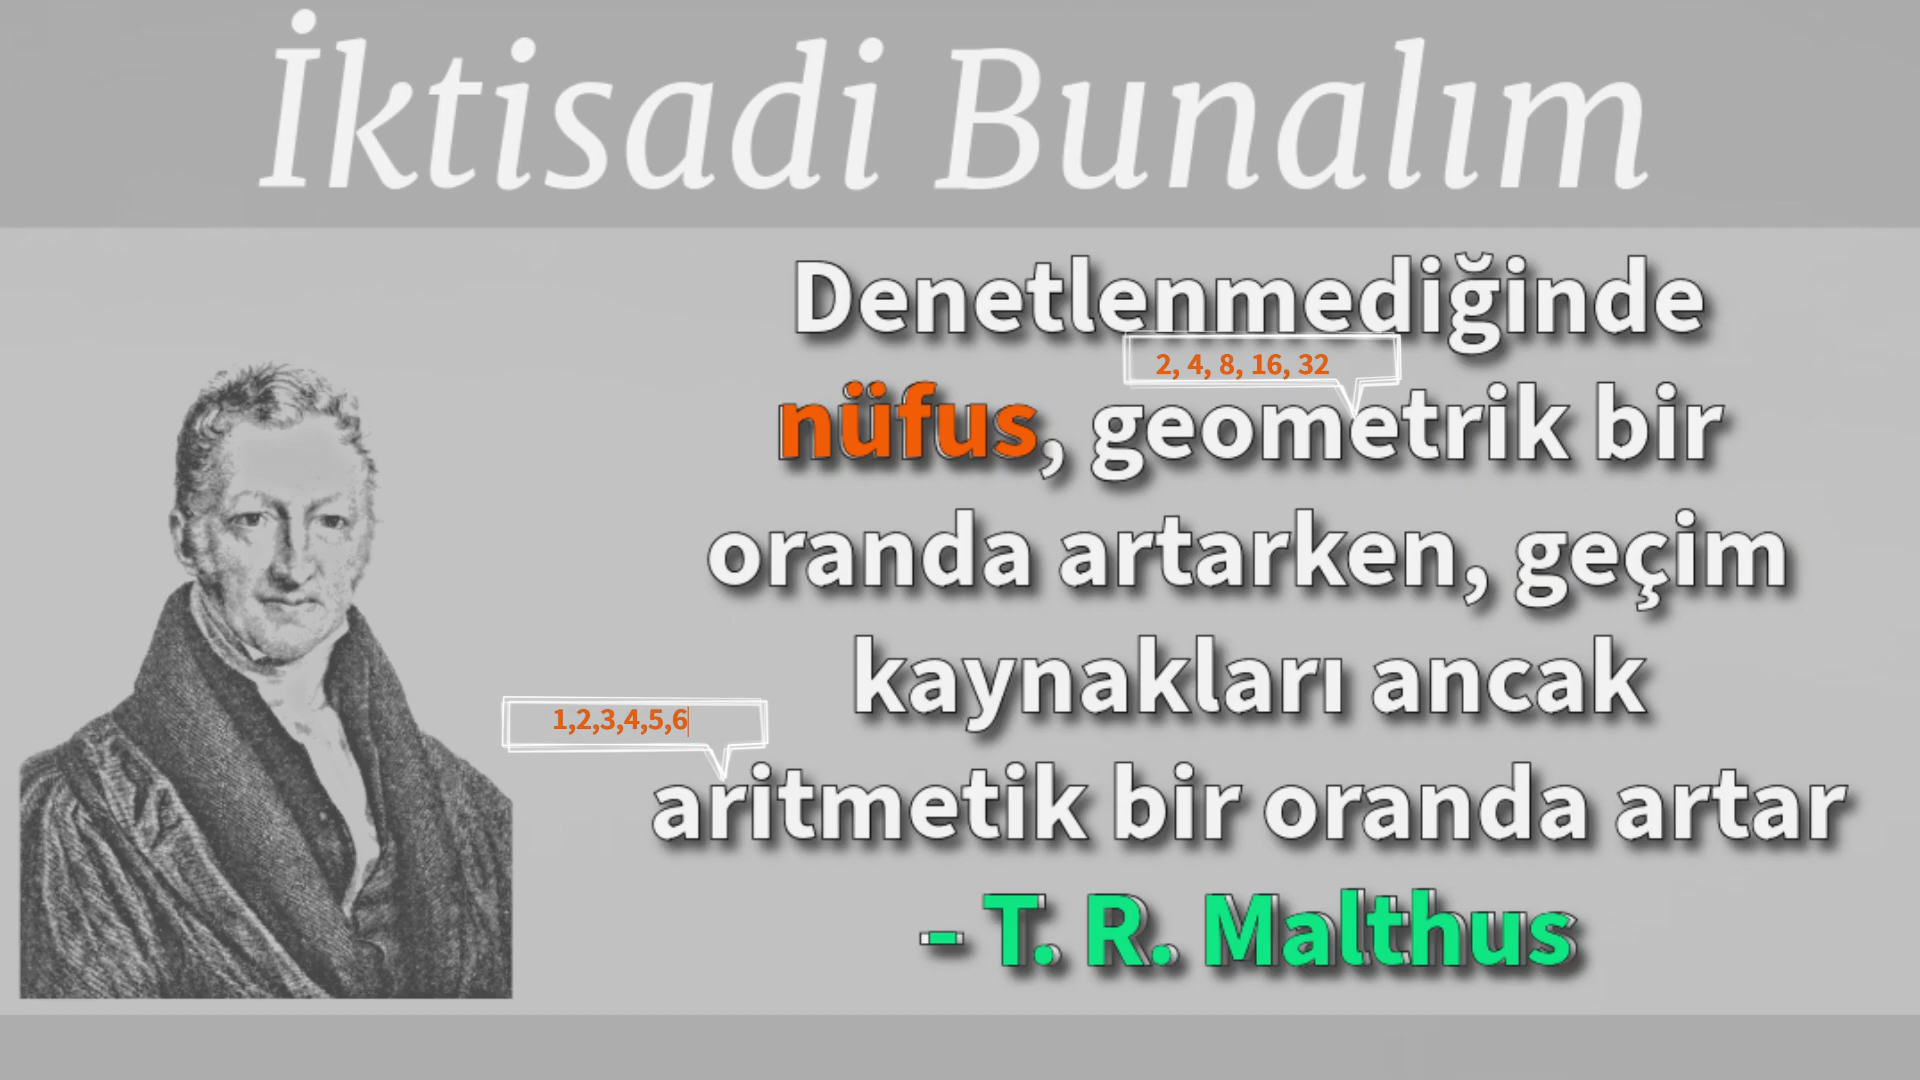 İktisadi Bunalım
Denetlenmediğinde
2, 4, 8, 16, 32
nüfus, geometrik bir
oranda artarken, geçim
kaynakları ancak
1,2,3,4,5,6
aritmetik bir oranda artar
- T. R. Malthus